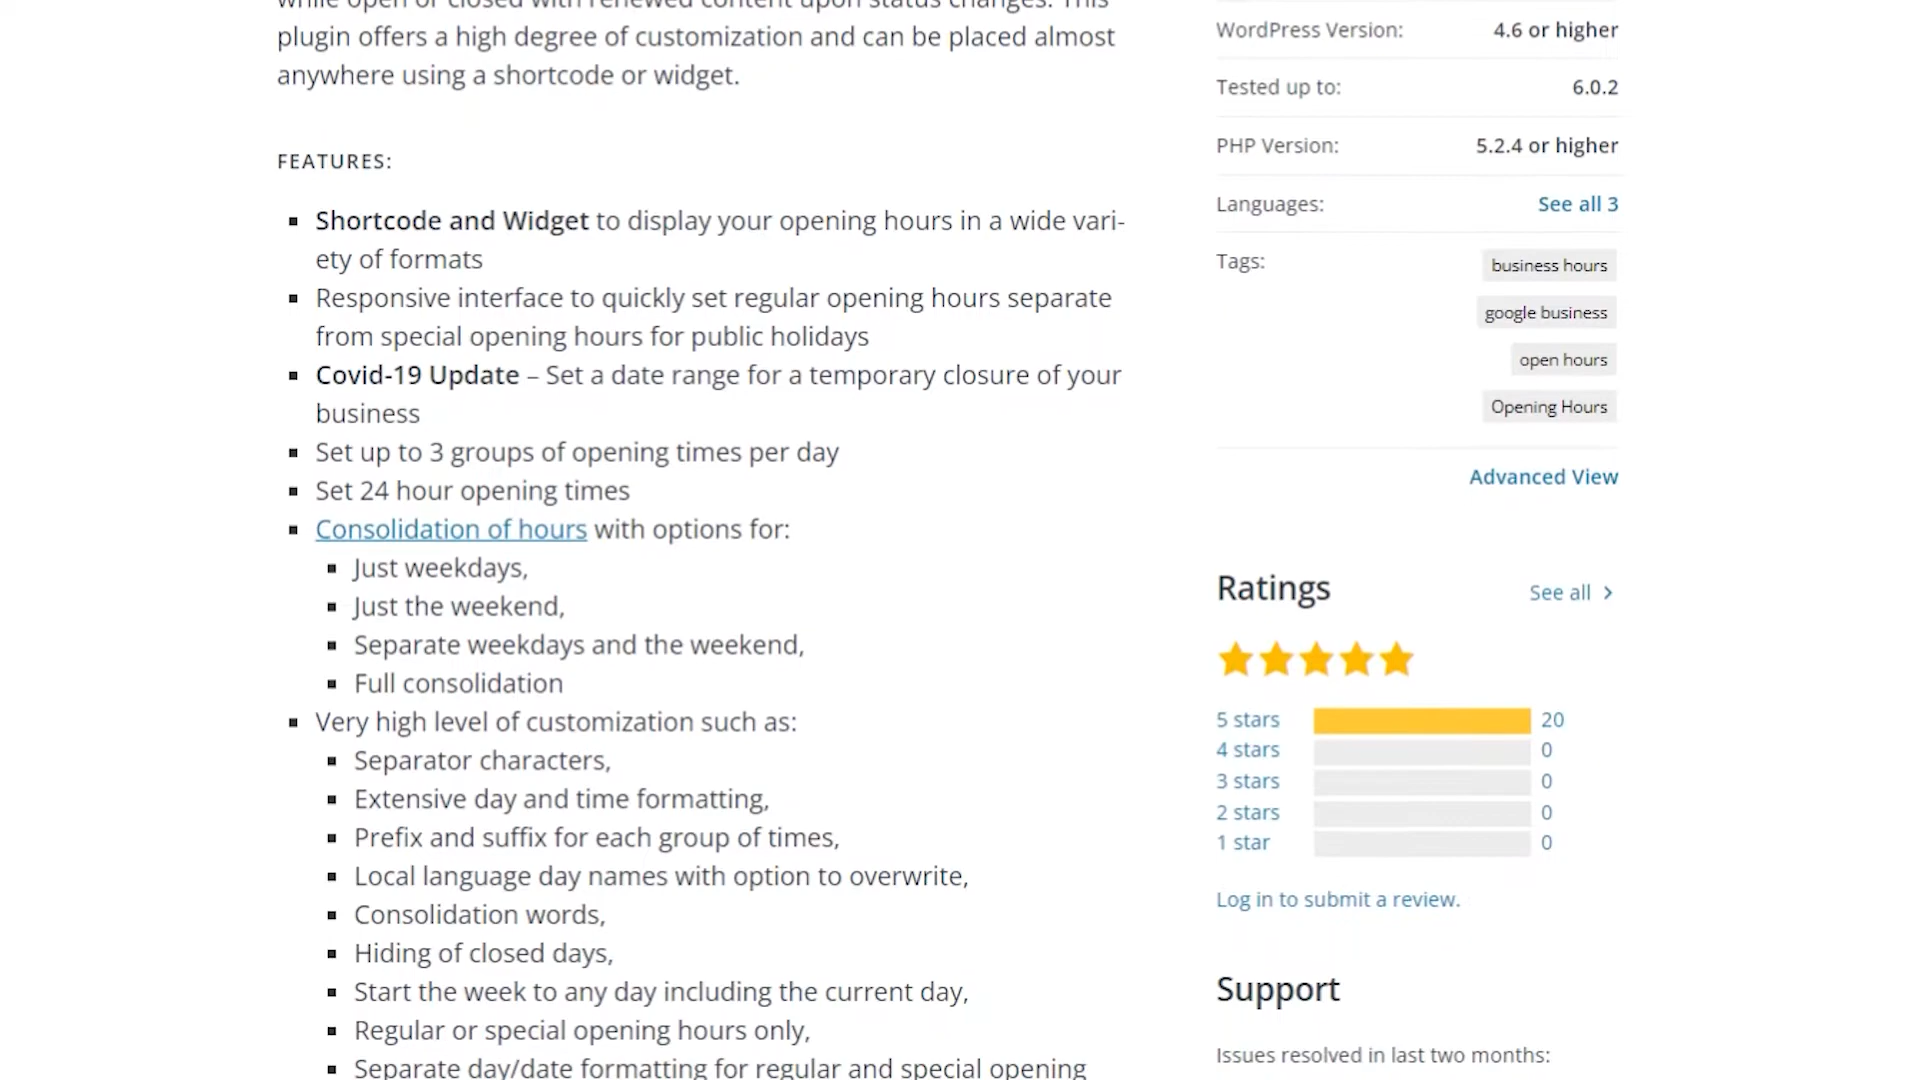 while open or closed with renewed content upon status changes. This
plugin offers a high degree of customization and can be placed almost
anywhere using a shortcode or widget.
FEATURES:
Shortcode and Widget to display your opening hours in a wide vari-
ety of formats
Responsive interface to quickly set regular opening hours separate
from special opening hours for public holidays
Covid-19 Update – Set a date range for a temporary closure of your
business
Set up to 3 groups of opening times per day
Set 24 hour opening times
Consolidation of hours with options for:
Just weekdays,
Just the weekend,
Separate weekdays and the weekend,
Full consolidation
Very high level of customization such as:
Separator characters,
Extensive day and time formatting,
Prefix and suffix for each group of times,
Local language day names with option to overwrite,
Consolidation words,
Hiding of closed days,
Start the week to any day including the current day,
Regular or special opening hours only,
Separate day/date formatting for regular and special opening
WordPress Version: 4.6 or higher
Tested up to: 6.0.2
PHP Version: 5.2.4 or higher
Languages: See all 3
Tags: business hours
google business
open hours
Opening Hours
Advanced View
Ratings See all
5 stars 20
4 stars 0
3 stars 0
2 stars 0
1 star 0
Log in to submit a review.
Support
Issues resolved in last two months: